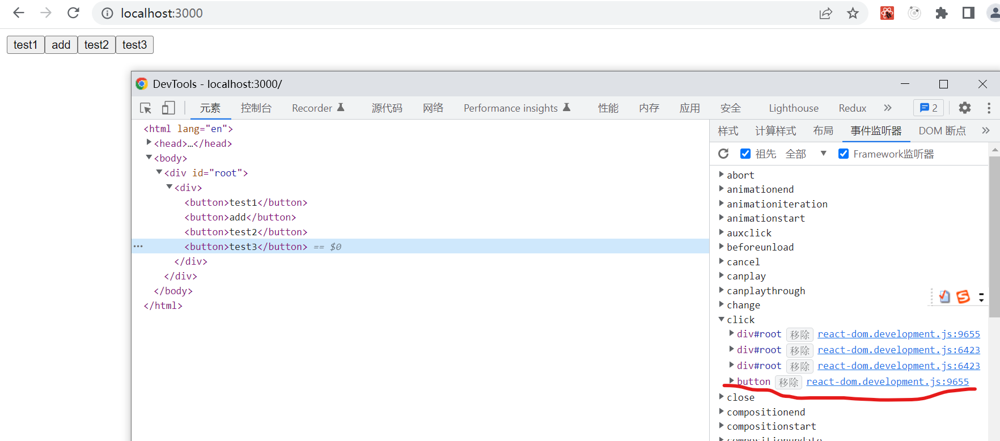 localhost:3000
test1 add test2 test3
DevTools - localhost:3000/
元素 控制台 Recorder 源代码 网络 Performance insights 性能 内存 应用 安全 Lighthouse Redux » 2
<html lang="en">
<head>…</head>
<body>
<div id="root">
<div>
<button>test1</button>
<button>add</button>
<button>test2</button>
<button>test3</button> == $0
</div>
</div>
</body>
</html>
样式 计算样式 布局 事件监听器 DOM 断点 »
祖先 全部 Framework监听器
abort
animationend
animationiteration
animationstart
auxclick
beforeunload
cancel
canplay
canplaythrough
change
click
div#root 移除 react-dom.development.js:9655
div#root 移除 react-dom.development.js:6423
div#root 移除 react-dom.development.js:6423
button 移除 react-dom.development.js:9655
close
compositionend
compositionstart